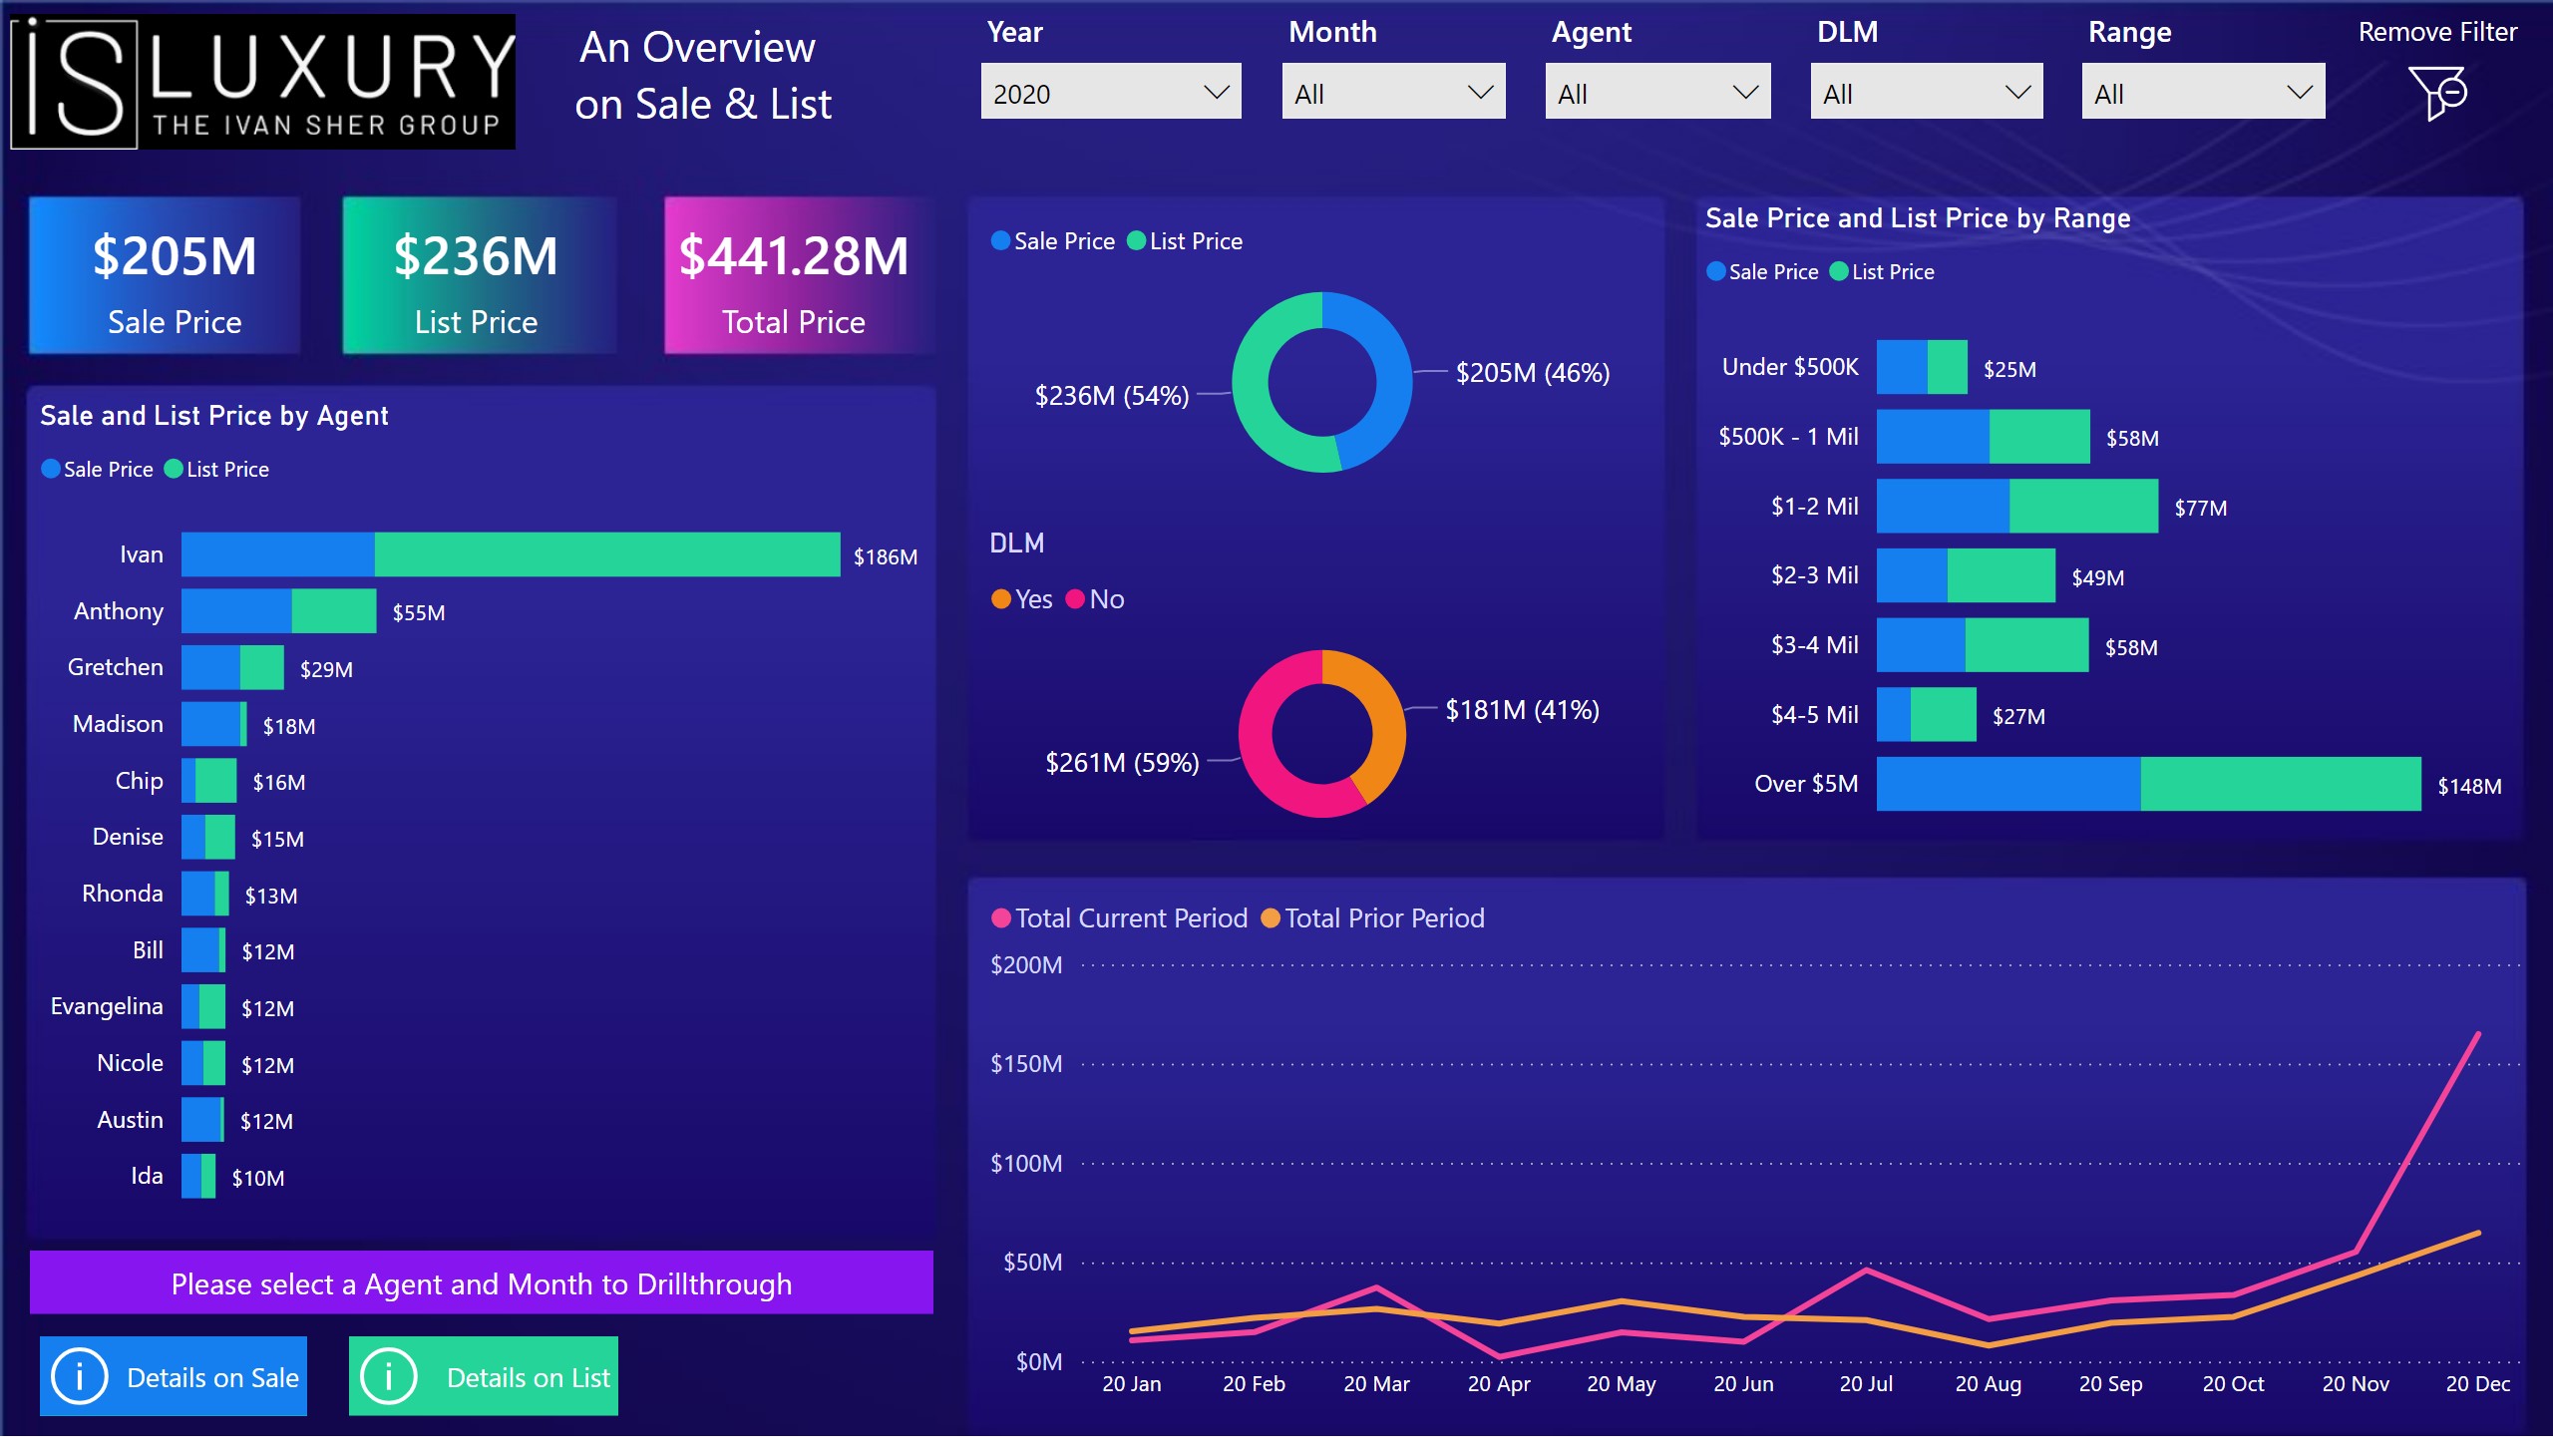 iS LUXURY
THE IVAN SHER GROUP
An Overview
on Sale & List
Year
2020
Month
All
Agent
All
DLM
All
Range
All
Remove Filter
$205M
Sale Price
$236M
List Price
$441.28M
Total Price
Sale and List Price by Agent
Sale Price List Price
Ivan $186M
Anthony $55M
Gretchen $29M
Madison $18M
Chip $16M
Denise $15M
Rhonda $13M
Bill $12M
Evangelina $12M
Nicole $12M
Austin $12M
Ida $10M
Please select a Agent and Month to Drillthrough
Details on Sale
Details on List
Sale Price List Price
$205M (46%)
$236M (54%)
DLM
Yes No
$181M (41%)
$261M (59%)
Sale Price and List Price by Range
Sale Price List Price
Under $500K $25M
$500K - 1 Mil $58M
$1-2 Mil $77M
$2-3 Mil $49M
$3-4 Mil $58M
$4-5 Mil $27M
Over $5M $148M
Total Current Period Total Prior Period
$200M
$150M
$100M
$50M
$0M
20 Jan 20 Feb 20 Mar 20 Apr 20 May 20 Jun 20 Jul 20 Aug 20 Sep 20 Oct 20 Nov 20 Dec